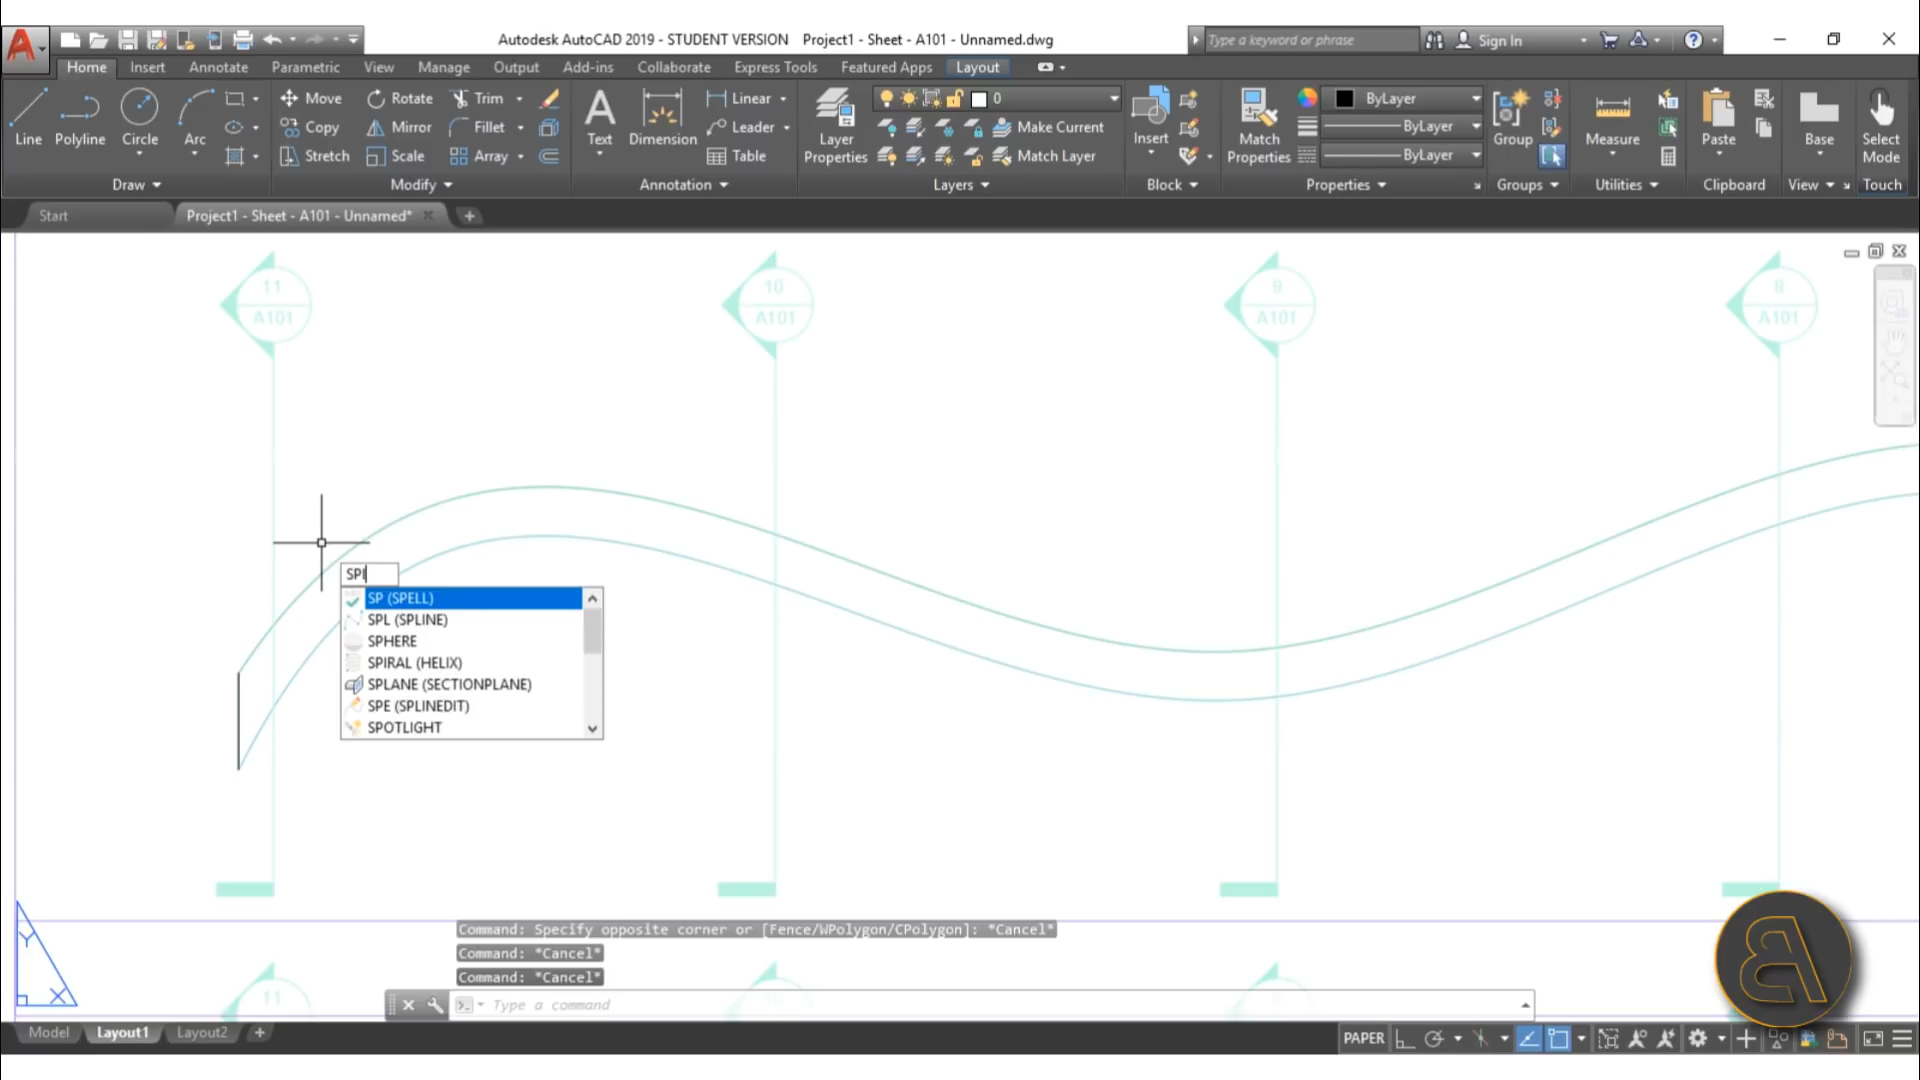 Autodesk AutoCAD 2019 - STUDENT VERSION Project1 - Sheet - A101 - Unnamed.dwg
Type a keyword or phrase
Sign In
Home Insert Annotate Parametric View Manage Output Add-ins Collaborate Express Tools Featured Apps Layout
Line Polyline Circle Arc
Move Rotate Trim
Copy Mirror Fillet
Stretch Scale Array
Text Dimension
Linear
Leader
Table
Layer Properties
0
Make Current
Match Layer
Insert
Match Properties
ByLayer
ByLayer
ByLayer
Group
Measure
Paste
Base
Select Mode
Draw Modify Annotation Layers Block Properties Groups Utilities Clipboard View Touch
Start Project1 - Sheet - A101 - Unnamed*
11 10 9 8
A101 A101 A101 A101
SPI
SP (SPELL)
SPL (SPLINE)
SPHERE
SPIRAL (HELIX)
SPLANE (SECTIONPLANE)
SPE (SPLINEDIT)
SPOTLIGHT
Command: Specify opposite corner or [Fence/WPolygon/CPolygon]: *Cancel*
Command: *Cancel*
Command: *Cancel*
Y
X
11
Type a command
Model Layout1 Layout2
PAPER